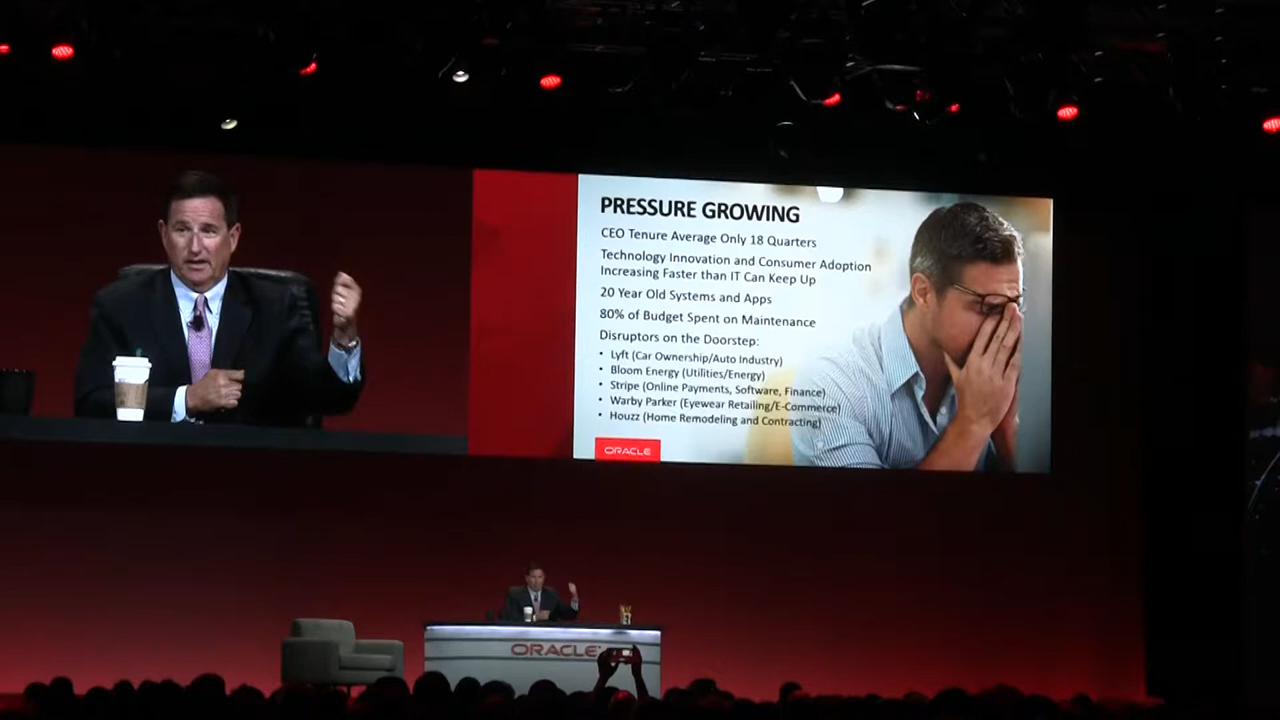 PRESSURE GROWING
CEO Tenure Average Only 18 Quarters
Technology Innovation and Consumer Adoption
Increasing Faster than IT Can Keep Up
20 Year Old Systems and Apps
80% of Budget Spent on Maintenance
Disruptors on the Doorstep:
• Lyft (Car Ownership/Auto Industry)
• Bloom Energy (Utilities/Energy)
• Stripe (Online Payments, Software, Finance)
• Warby Parker (Eyewear Retailing/E-Commerce)
• Houzz (Home Remodeling and Contracting)
ORACLE
ORACLE